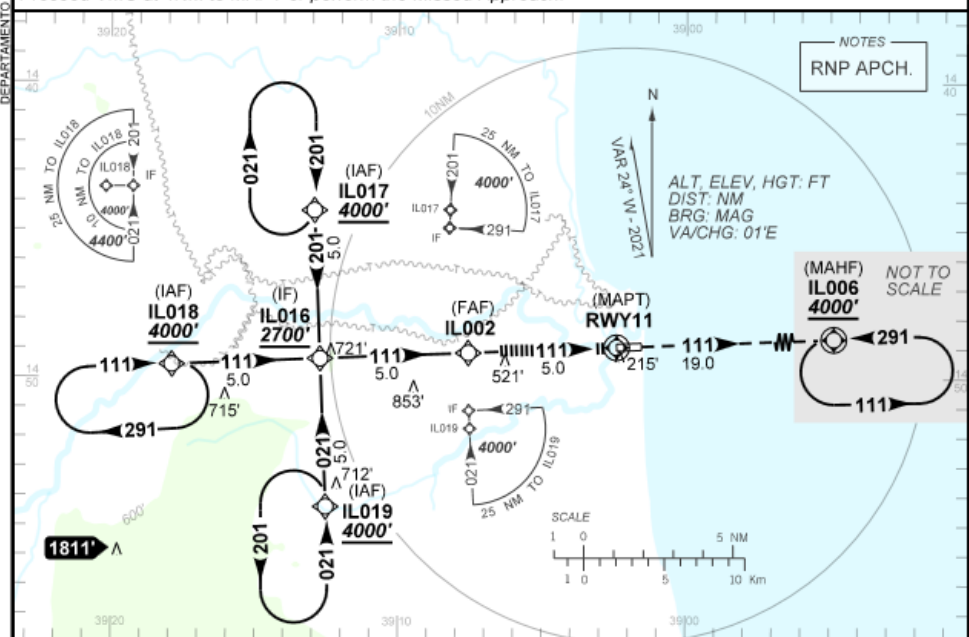 DEPARTAMENTO
39'20
39'10
39'00
14
40
14
40
NOTES
RNP APCH.
10NM
N
VAR 24° W - 2021
ALT, ELEV, HGT: FT
DIST: NM
BRG: MAG
VA/CHG: 01'E
25 NM TO IL018
10 NM TO IL018
201
IL018
IF
4000'
4400'
021
021
201
(IAF)
IL017
4000'
201
5.0
25 NM TO IL017
201
4000'
IL017
IF
291
(IAF)
IL018
4000'
(IF)
IL016
2700'
(FAF)
IL002
(MAPT)
RWY11
(MAHF)
IL006
4000'
NOT TO
SCALE
111
111
5.0
721'
111
5.0
521'
111
5.0
215'
111
19.0
291
111
50
14
50
715'
853'
291
IF
291
IL019
4000'
021
25 NM TO IL019
021
5.0
712'
(IAF)
IL019
4000'
201
021
600'
1811'
SCALE
1 0 5 NM
1 0 5 10 Km
39'20
39'10
39'00